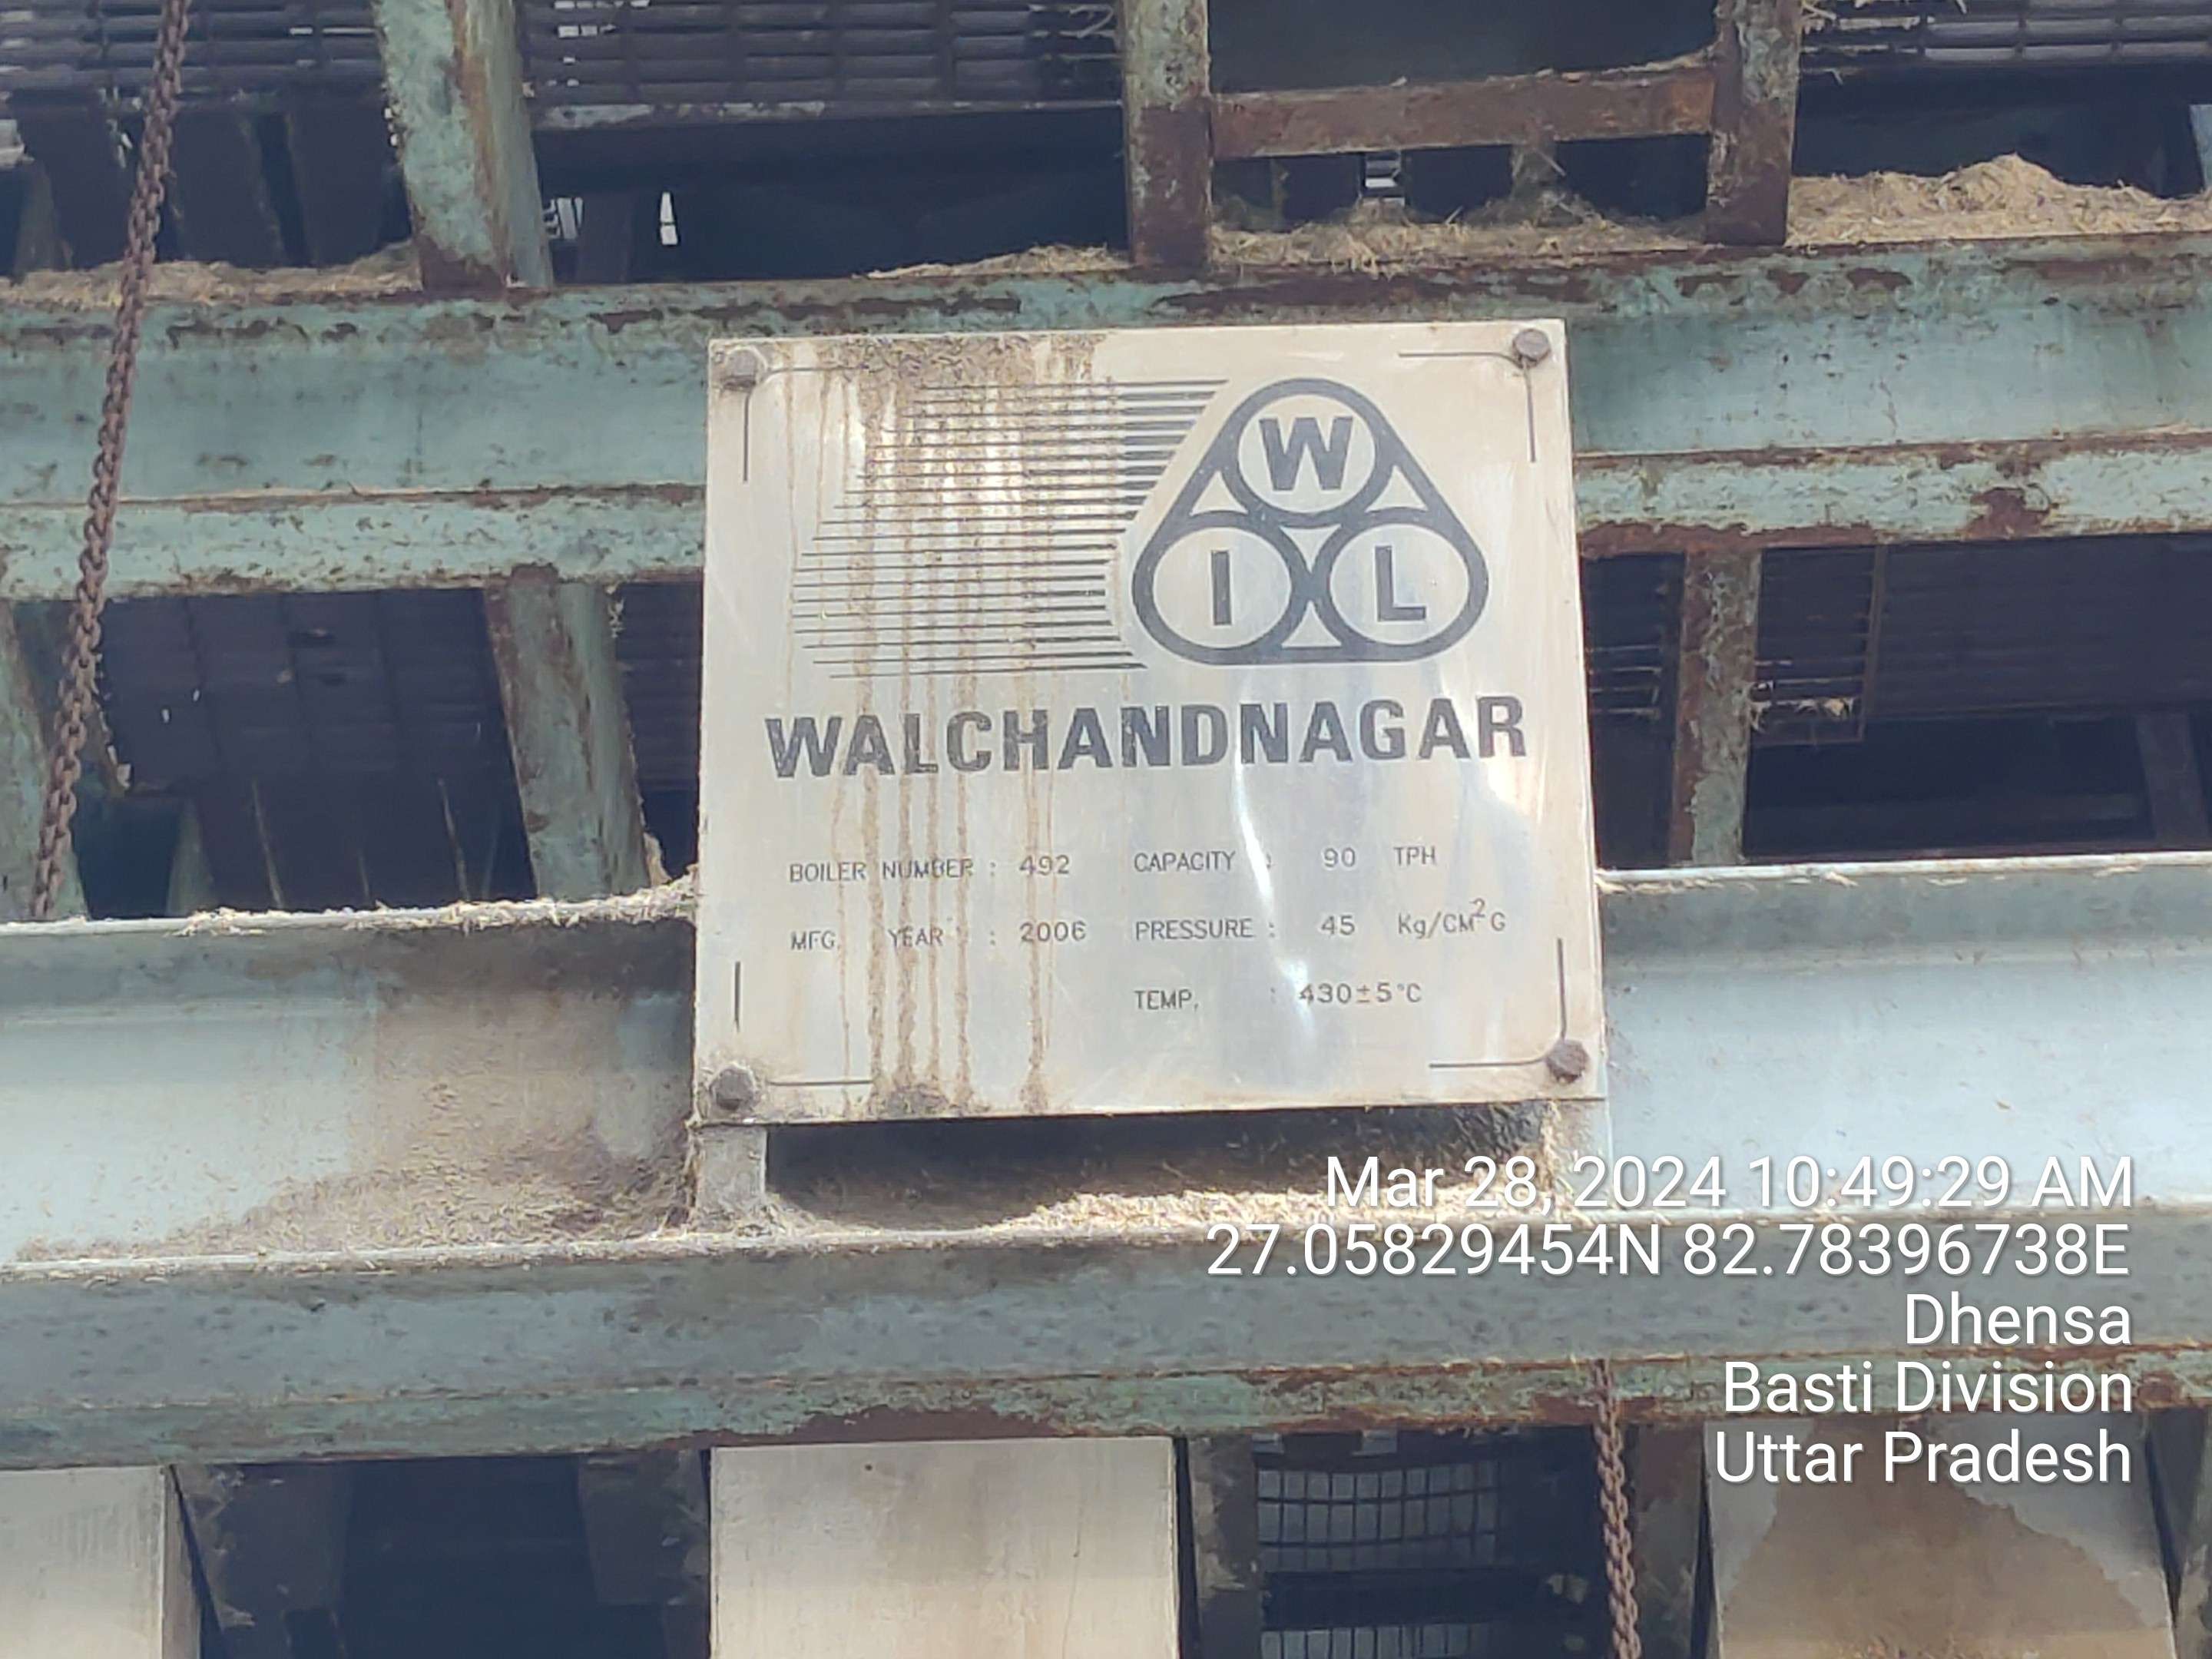 W
I L
WALCHANDNAGAR
BOILER NUMBER : 492 CAPACITY : 90 TPH
MFG. YEAR : 2006 PRESSURE : 45 Kg/CM²G
TEMP. : 430±5°C
Mar 28, 2024 10:49:29 AM
27.05829454N 82.78396738E
Dhensa
Basti Division
Uttar Pradesh